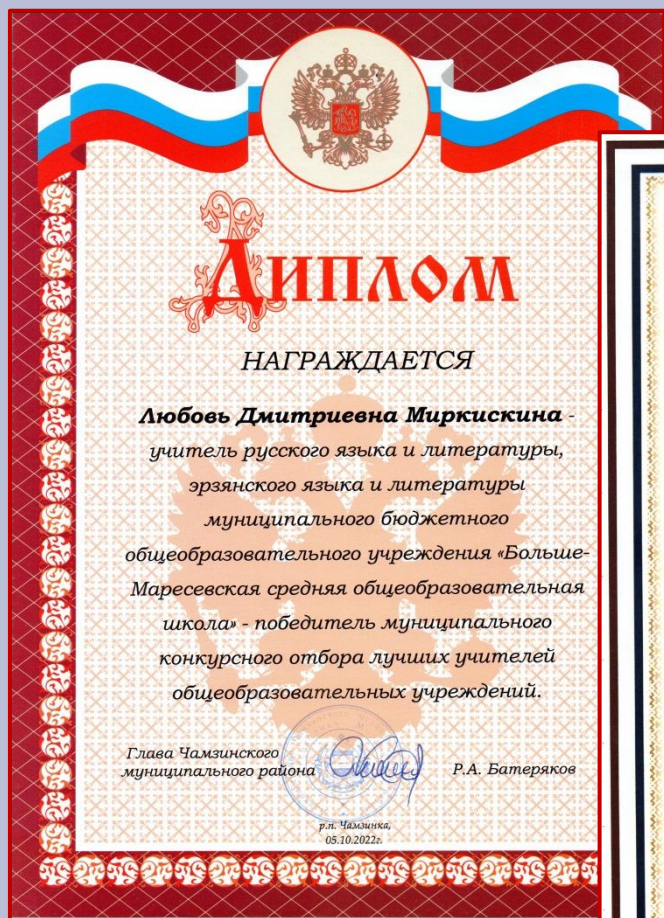 Диплом
НАГРАЖДАЕТСЯ
Любовь Дмитриевна Миркискина -
учитель русского языка и литературы,
эрзянского языка и литературы
муниципального бюджетного
общеобразовательного учреждения «Больше-
Маресевская средняя общеобразовательная
школа» - победитель муниципального
конкурсного отбора лучших учителей
общеобразовательных учреждений.
Глава Чамзинского
муниципального района
Р.А. Батеряков
р.п. Чамзинка,
05.10.2022г.